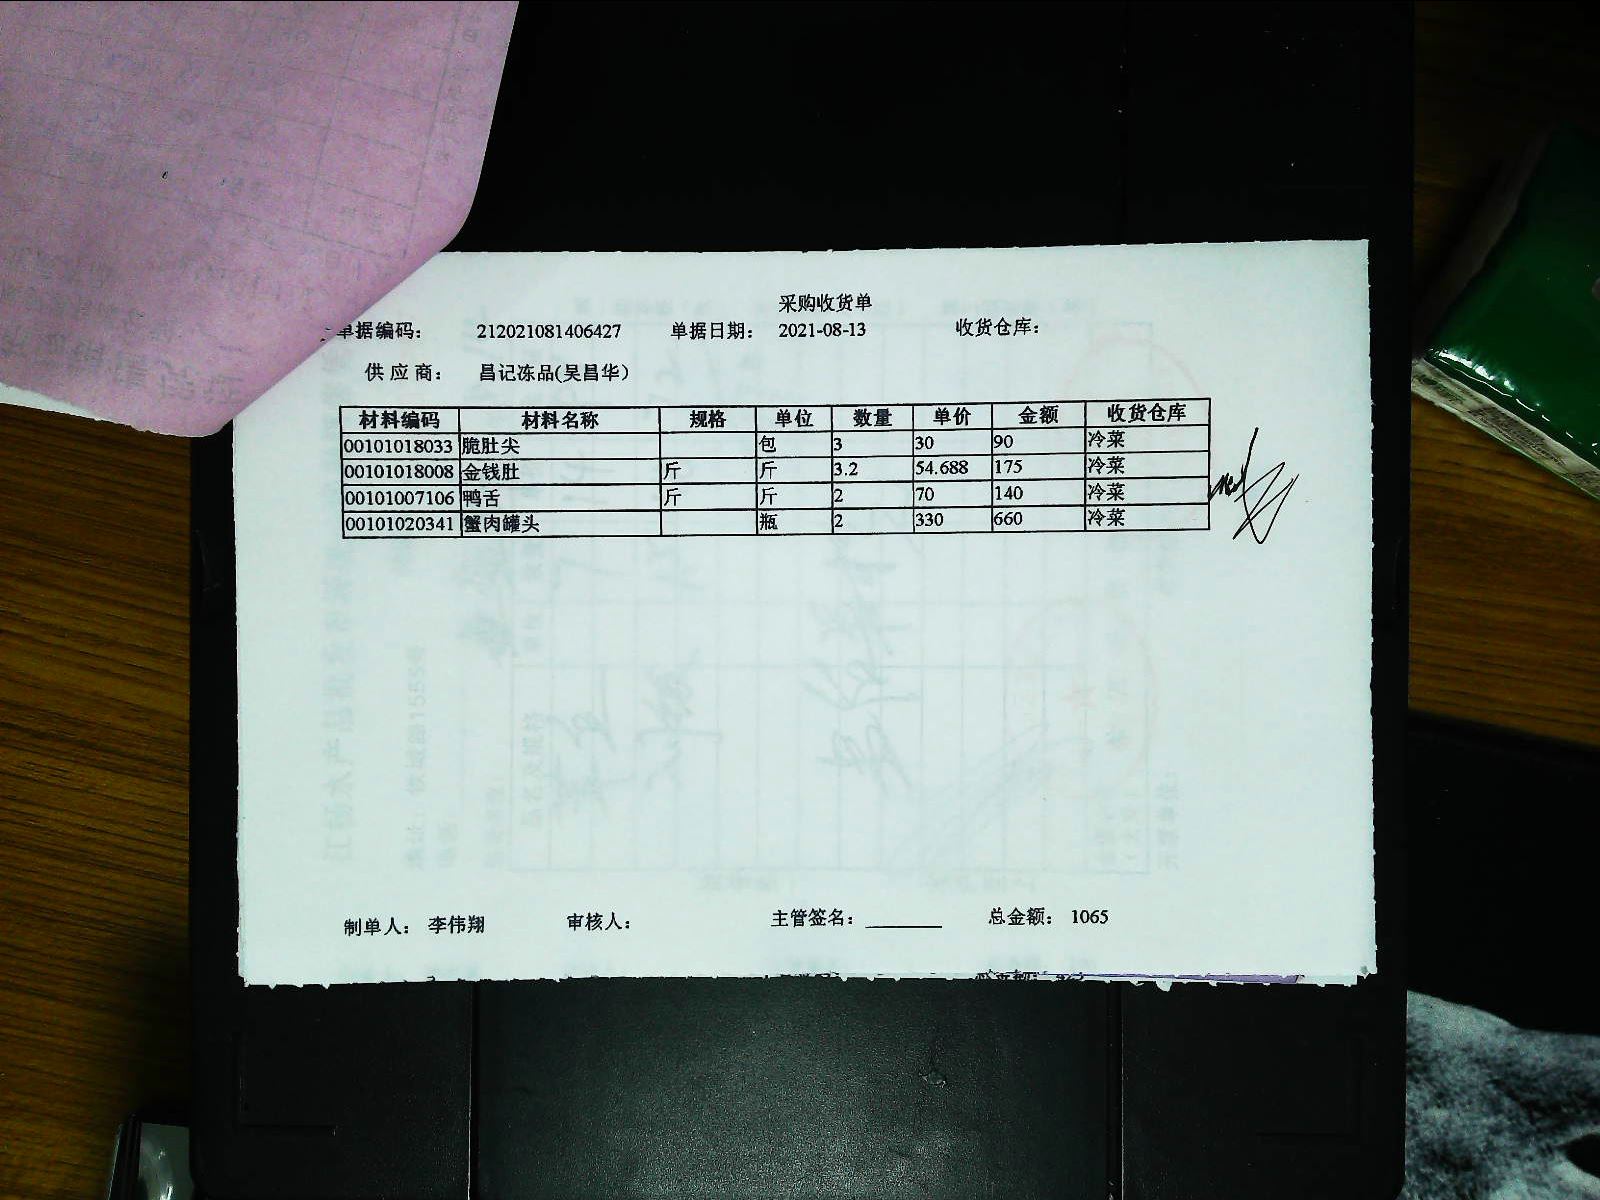 采购收货单
单据编码： 212021081406427 单据日期： 2021-08-13 收货仓库：
供 应 商： 昌记冻品(吴昌华）
材料编码 材料名称 规格 单位 数量 单价 金额 收货仓库
00101018033 脆肚尖 包 3 30 90 冷菜
00101018008 金钱肚 斤 斤 3.2 54.688 175 冷菜
00101007106 鸭舌 斤 斤 2 70 140 冷菜
00101020341 蟹肉罐头 瓶 2 330 660 冷菜
制单人： 李伟翔 审核人： 主管签名： 总金额： 1065